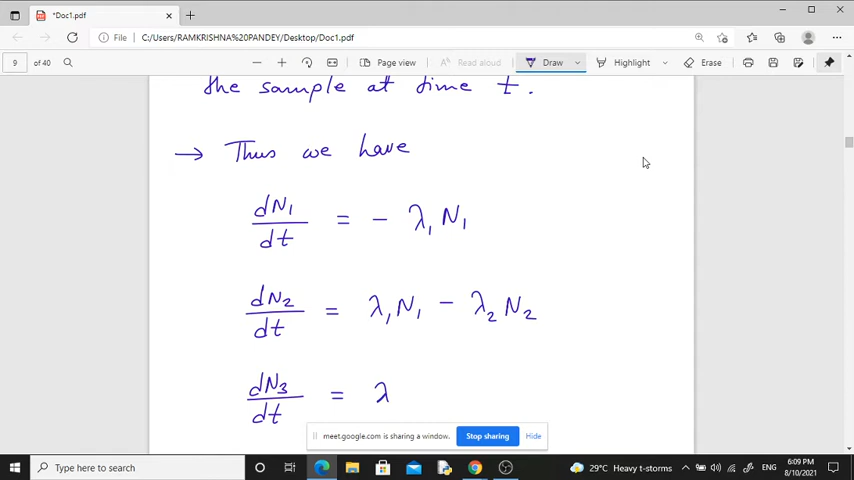 *Doc1.pdf
File C:/Users/RAMKRISHNA%20PANDEY/Desktop/Doc1.pdf
9 of 40 Page view Read aloud Draw Highlight Erase
the sample at time t.
→ Thus we have
dN₁/dt = - λ₁N₁
dN₂/dt = λ₁N₁ - λ₂N₂
dN₃/dt = λ
meet.google.com is sharing a window. Stop sharing Hide
Type here to search 29°C Heavy t-storms ENG 6:09 PM
8/10/2021